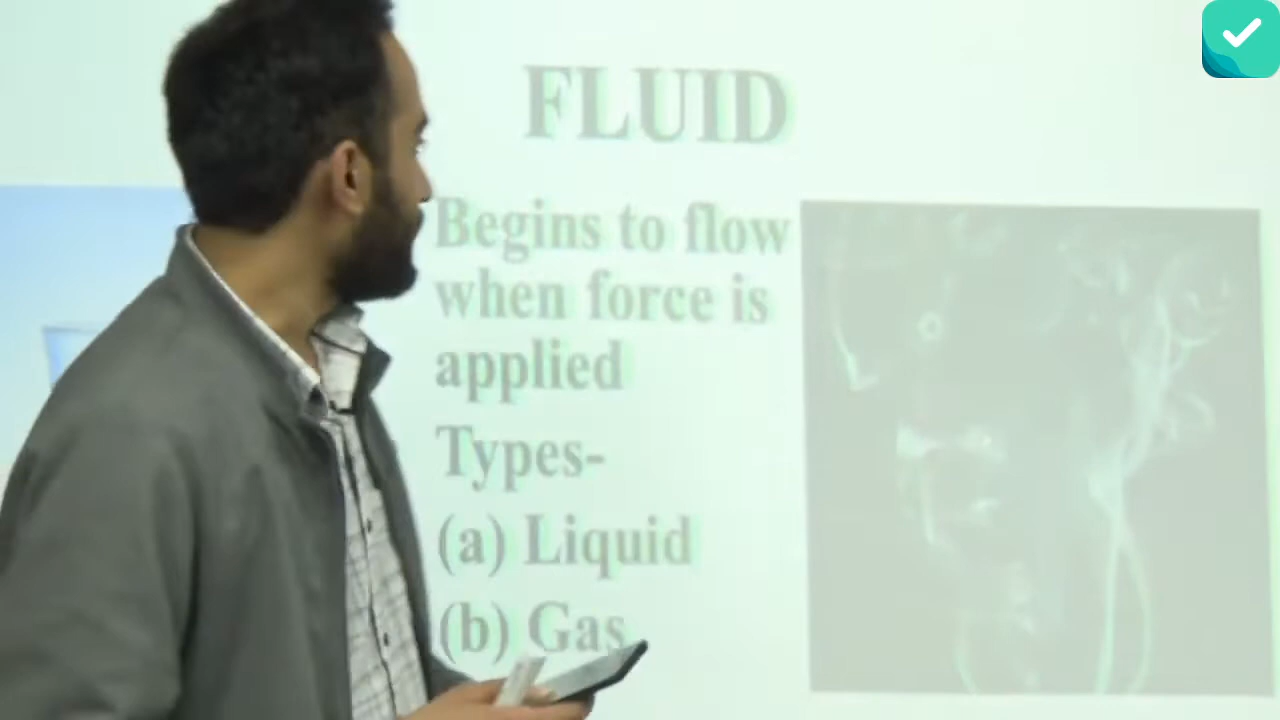 FLUID
Begins to flow
when force is
applied
Types-
(a) Liquid
(b) Gas